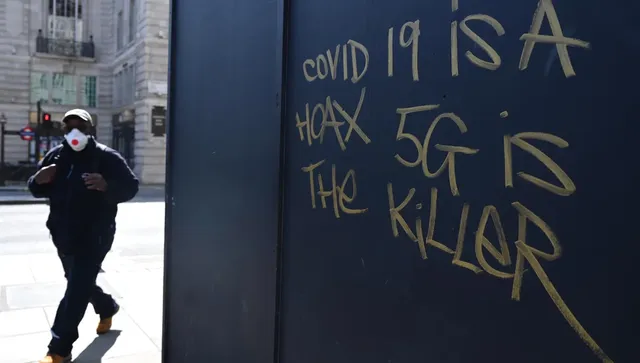 COVID 19 is A
HOAX 5G is
THe KiLLeR